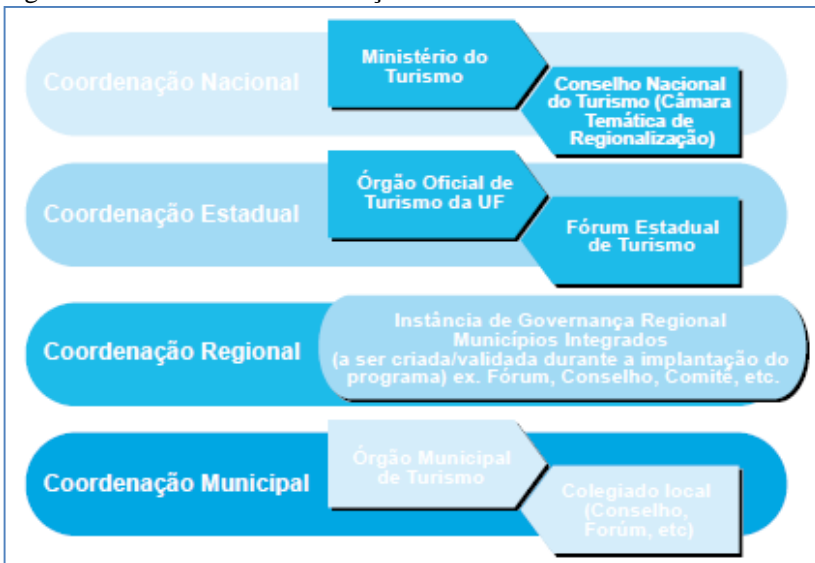 Coordenação Nacional
Ministério do
Turismo
Conselho Nacional
do Turismo (Câmara
Temática de
Regionalização)
Coordenação Estadual
Órgão Oficial de
Turismo da UF
Fórum Estadual
de Turismo
Coordenação Regional
Instância de Governança Regional
Municípios Integrados
(a ser criada/validada durante a implantação do
programa) ex. Fórum, Conselho, Comitê, etc.
Coordenação Municipal
Órgão Municipal
de Turismo
Colegiado local
(Conselho,
Forúm, etc)